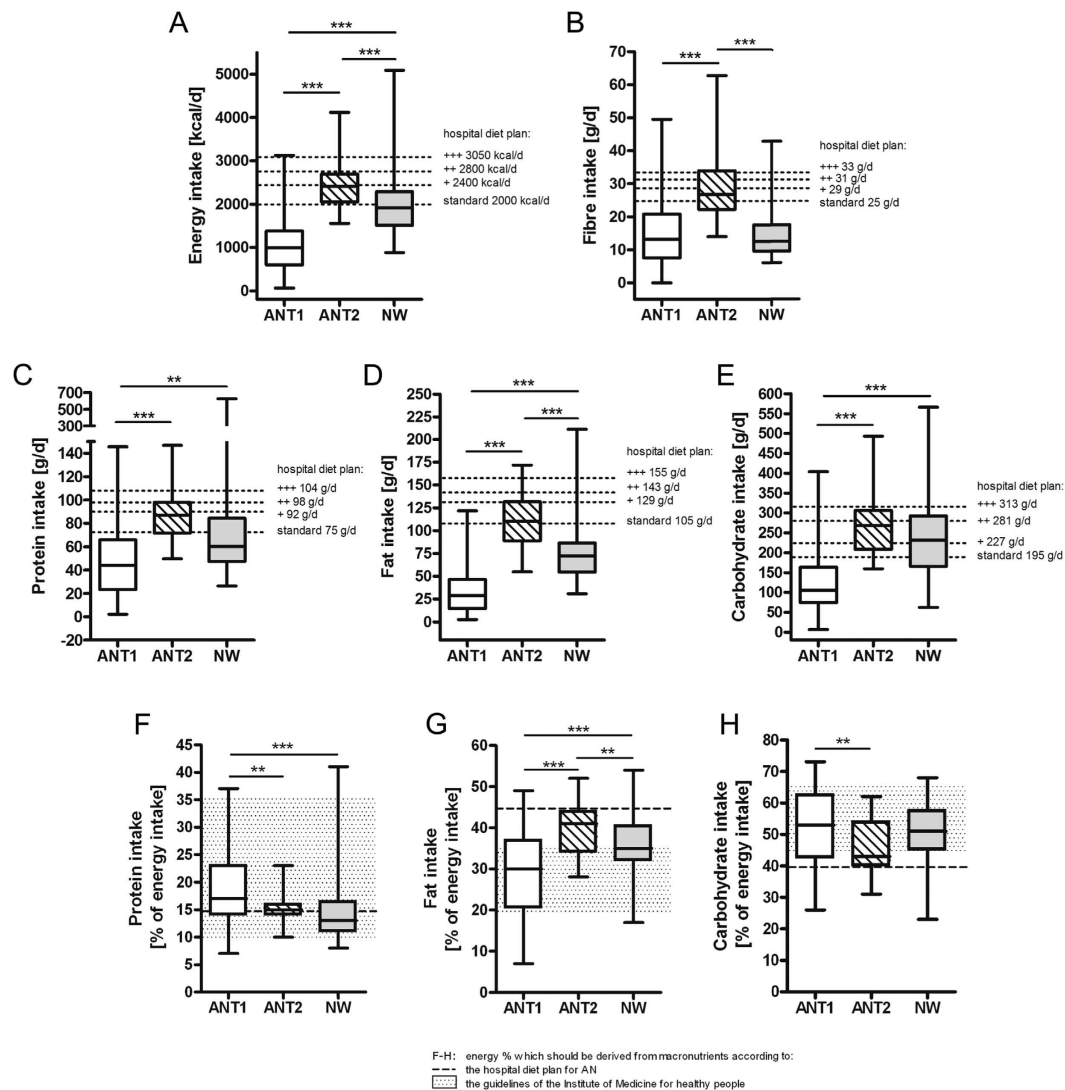 A
***
***
***
Energy intake [kcal/d]
5000
4000
3000
2000
1000
0
ANT1 ANT2 NW
hospital diet plan:
+++ 3050 kcal/d
++ 2800 kcal/d
+ 2400 kcal/d
standard 2000 kcal/d
B
***
***
Fibre intake [g/d]
70
60
50
40
30
20
10
0
ANT1 ANT2 NW
hospital diet plan:
+++ 33 g/d
++ 31 g/d
+ 29 g/d
standard 25 g/d
C
**
***
Protein intake [g/d]
700
500
300
140
120
100
80
60
40
20
0
-20
ANT1 ANT2 NW
hospital diet plan:
+++ 104 g/d
++ 98 g/d
+ 92 g/d
standard 75 g/d
D
***
***
***
Fat intake [g/d]
250
225
200
175
150
125
100
75
50
25
0
ANT1 ANT2 NW
hospital diet plan:
+++ 155 g/d
++ 143 g/d
+ 129 g/d
standard 105 g/d
E
***
***
Carbohydrate intake [g/d]
600
550
500
450
400
350
300
250
200
150
100
50
0
ANT1 ANT2 NW
hospital diet plan:
+++ 313 g/d
++ 281 g/d
+ 227 g/d
standard 195 g/d
F
***
**
Protein intake
[% of energy intake]
45
40
35
30
25
20
15
10
5
0
ANT1 ANT2 NW
G
***
***
**
Fat intake
[% of energy intake]
60
50
40
30
20
10
0
ANT1 ANT2 NW
H
**
Carbohydrate intake
[% of energy intake]
80
70
60
50
40
30
20
10
0
ANT1 ANT2 NW
F-H: energy % which should be derived from macronutrients according to:
the hospital diet plan for AN
the guidelines of the Institute of Medicine for healthy people